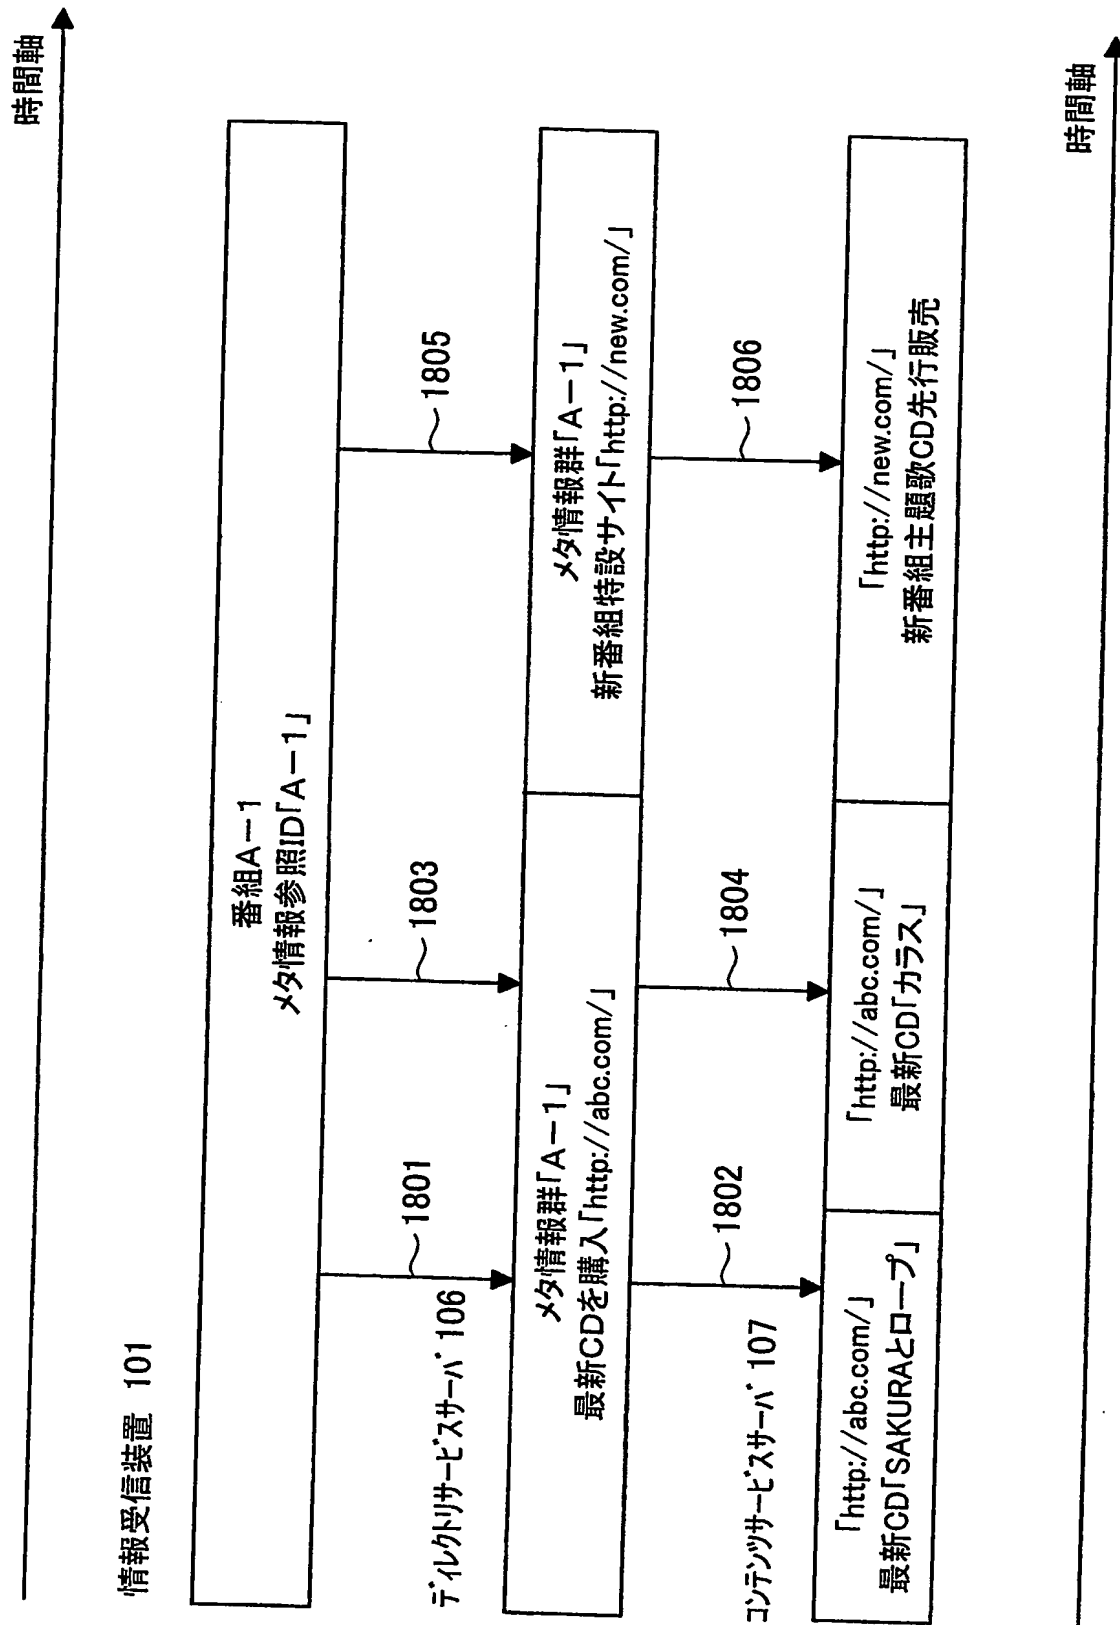 時間軸
情報受信装置 101
番組A－1
メタ情報参照ID「A－1」
1801
1803
1805
ディレクトリサービスサーバ 106
メタ情報群「A－1」
最新CDを購入「http://abc.com/」
メタ情報群「A－1」
新番組特設サイト「http://new.com/」
1802
1804
1806
コンテンツサービスサーバ 107
「http://abc.com/」
最新CD「SAKURAとロープ」
「http://abc.com/」
最新CD「カラス」
「http://new.com/」
新番組主題歌CD先行販売
時間軸